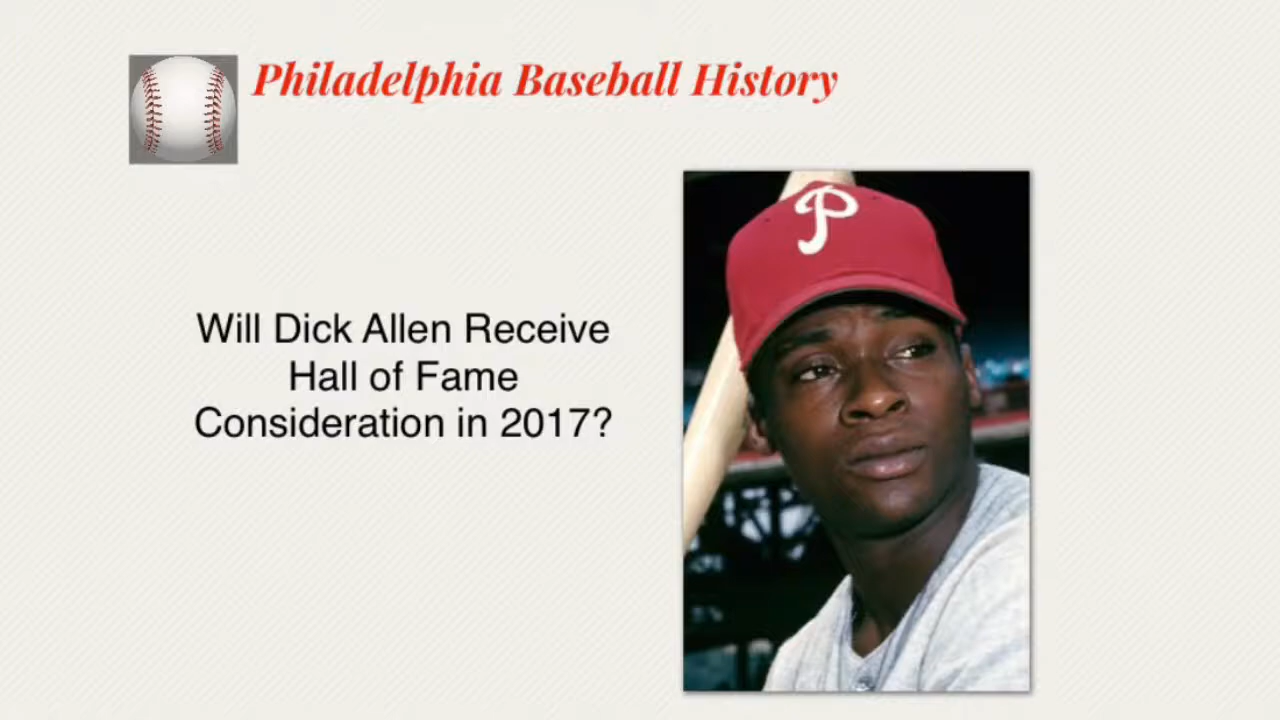 Philadelphia Baseball History
Will Dick Allen Receive
Hall of Fame
Consideration in 2017?
P